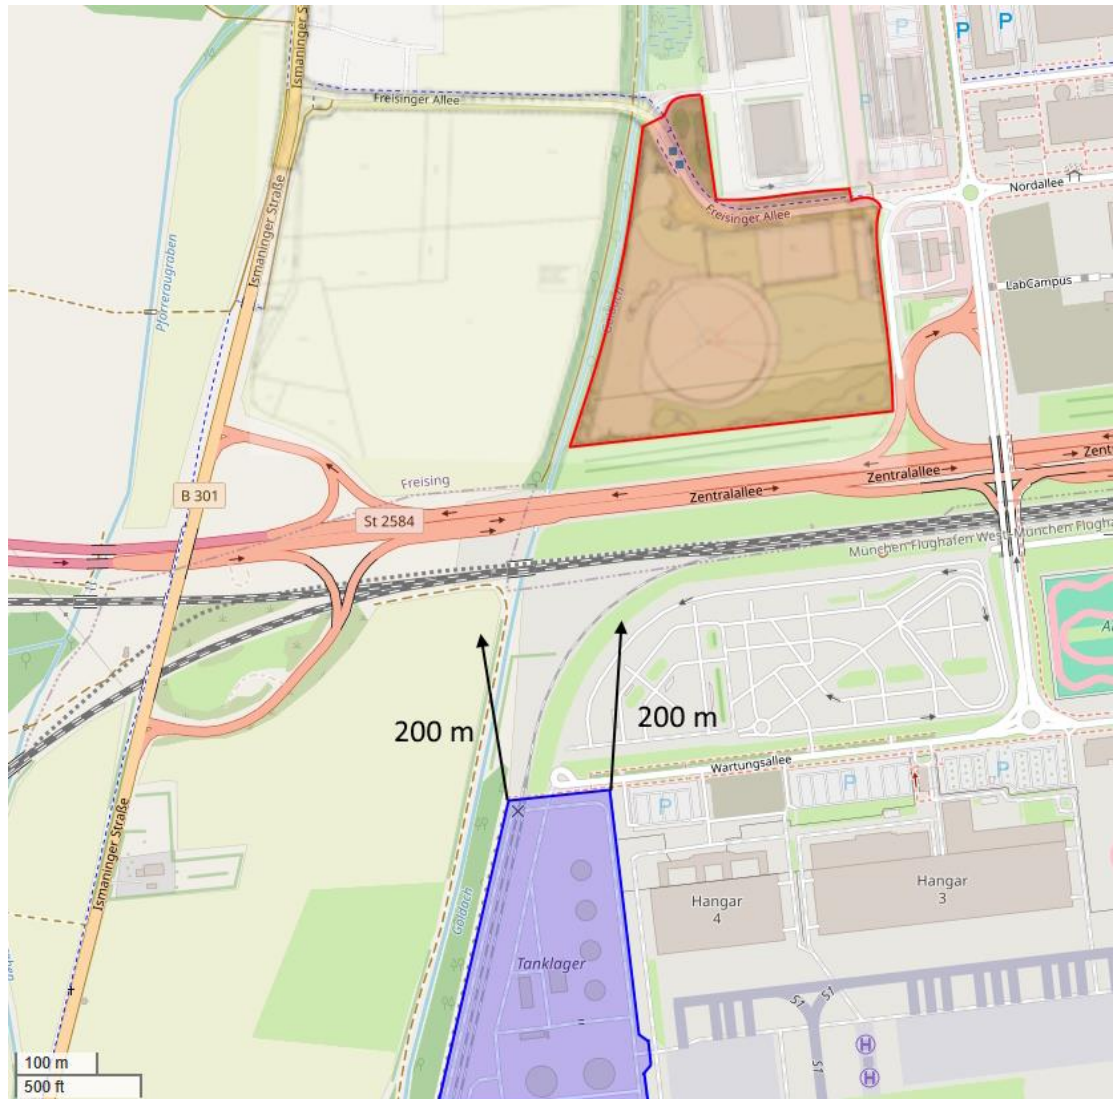 Ismaninger S
P
P
Freisinger Allee
P
Nordallee
Freisinger Allee
Ismaninger Straße
Pförreraugraben
LabCampus
Goldach
Freising
B 301
Zentralallee
Zent
Zentralallee
St 2584
München Flughafen West-München Flugha
200 m
200 m
Wartungsallee
P
P
P
Ismaninger Straße
Hangar
4
Hangar
3
Goldach
Tanklager
S1
S1
S1
H
H
100 m
500 ft